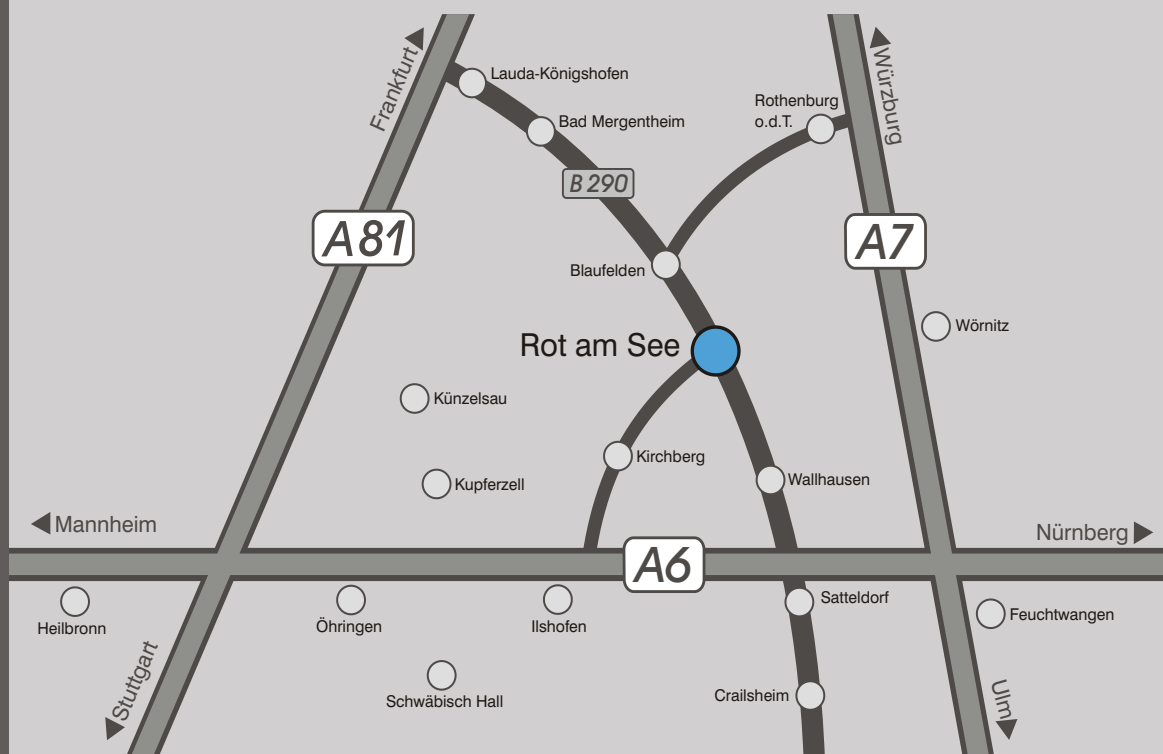 Frankfurt
Lauda-Königshofen
Bad Mergentheim
B 290
Rothenburg
o.d.T.
Würzburg
A 81
A7
Blaufelden
Rot am See
Wörnitz
Künzelsau
Kirchberg
Kupferzell
Wallhausen
Mannheim
Nürnberg
A6
Heilbronn
Öhringen
Ilshofen
Satteldorf
Feuchtwangen
Stuttgart
Schwäbisch Hall
Crailsheim
Ulm